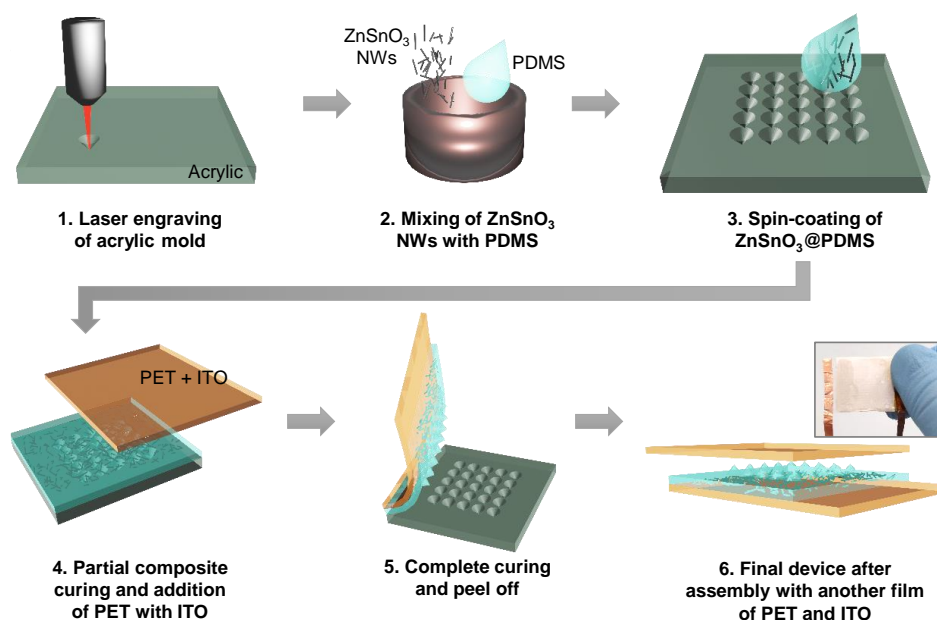 ZnSnO₃
NWs
PDMS
Acrylic
1. Laser engraving
of acrylic mold
2. Mixing of ZnSnO₃
NWs with PDMS
3. Spin-coating of
ZnSnO₃@PDMS
PET + ITO
4. Partial composite
curing and addition
of PET with ITO
5. Complete curing
and peel off
6. Final device after
assembly with another film
of PET and ITO